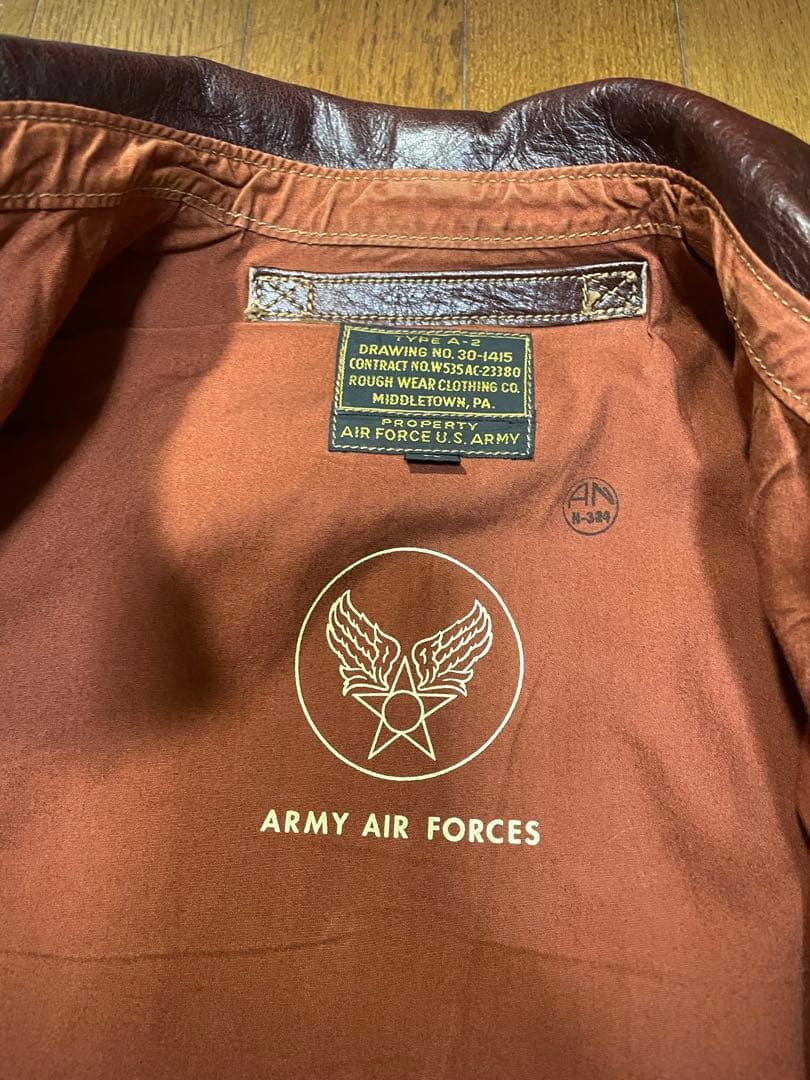 TYPE A-2
DRAWING NO. 30-1415
CONTRACT NO. W535 AC-23380
ROUGH WEAR CLOTHING CO.
MIDDLETOWN, PA.
PROPERTY
AIR FORCE U.S. ARMY
AN
H-324
ARMY AIR FORCES